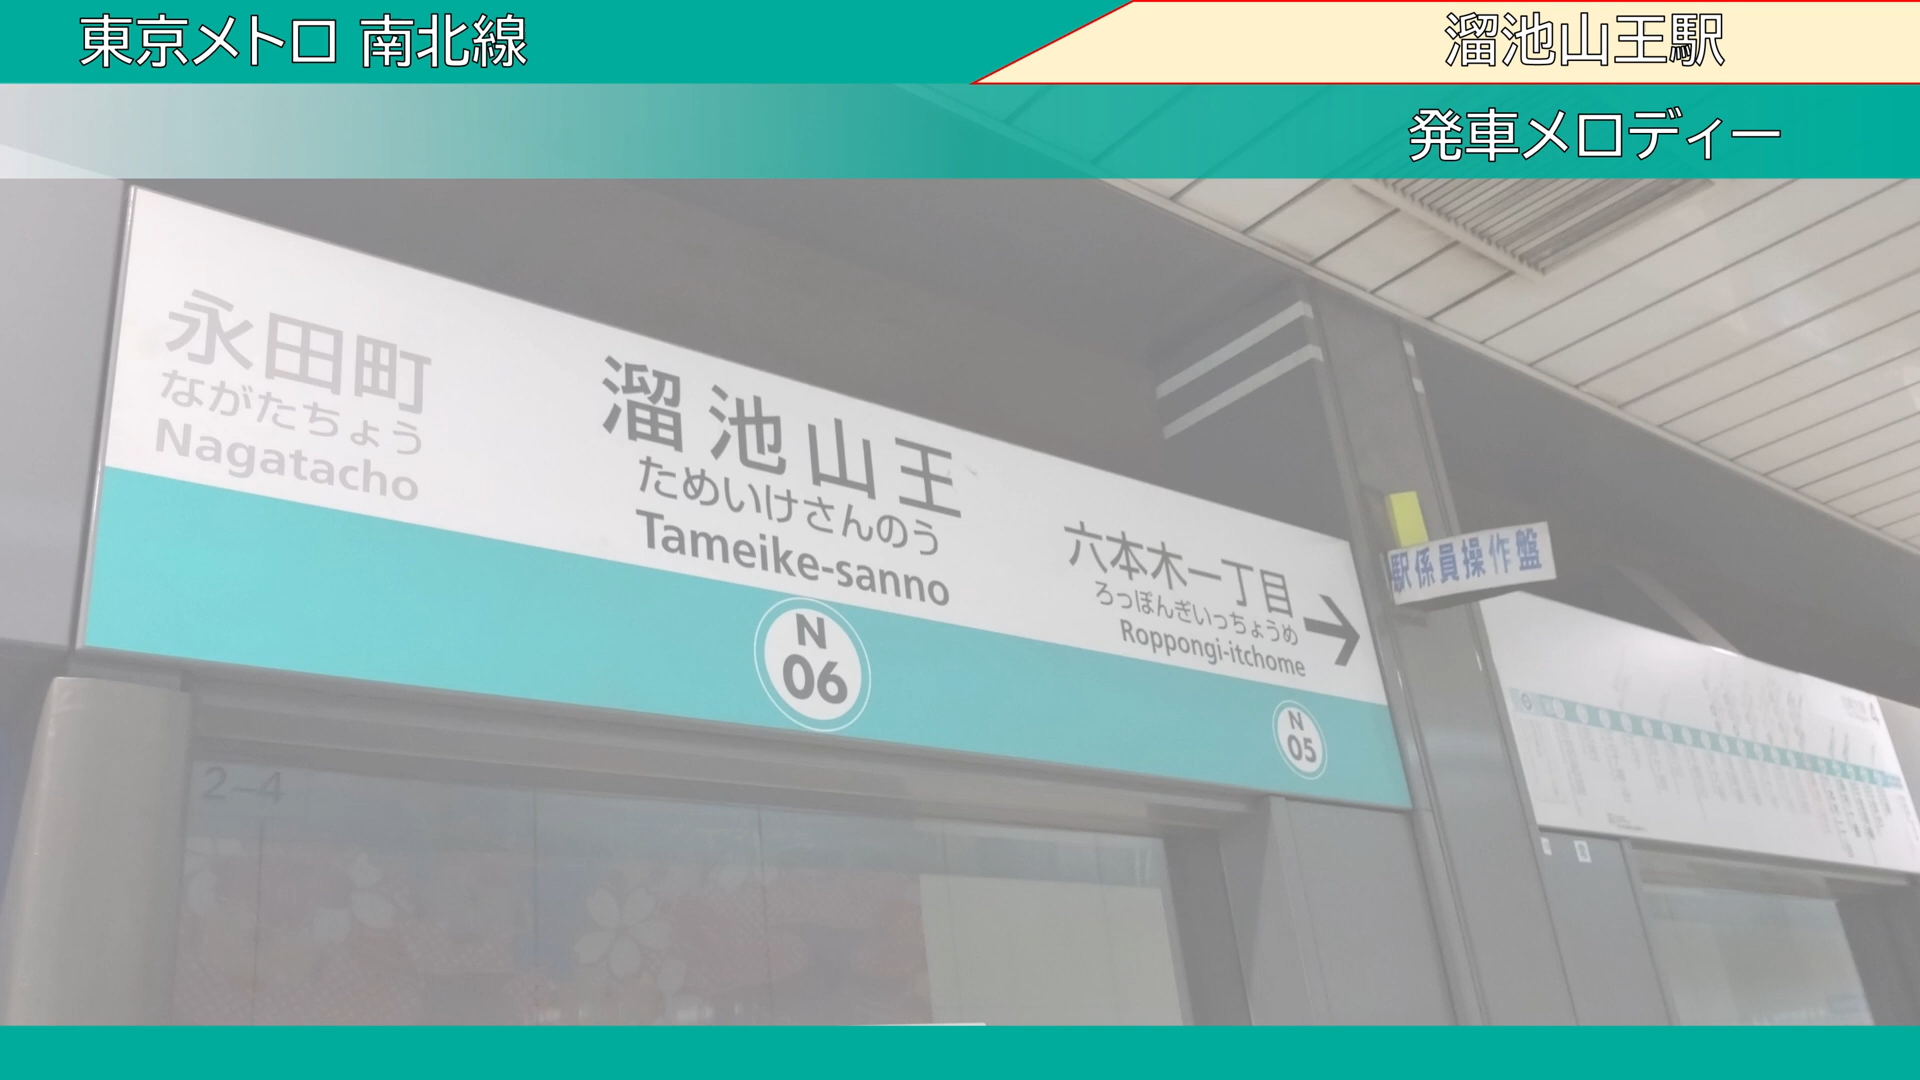 東京メトロ 南北線
溜池山王駅
発車メロディー
永田町
ながたちょう
Nagatacho
溜池山王
ためいけさんのう
Tameike-sanno
N
06
六本木一丁目
ろっぽんぎいっちょうめ
Roppongi-itchome
N
05
駅係員操作盤
2-4